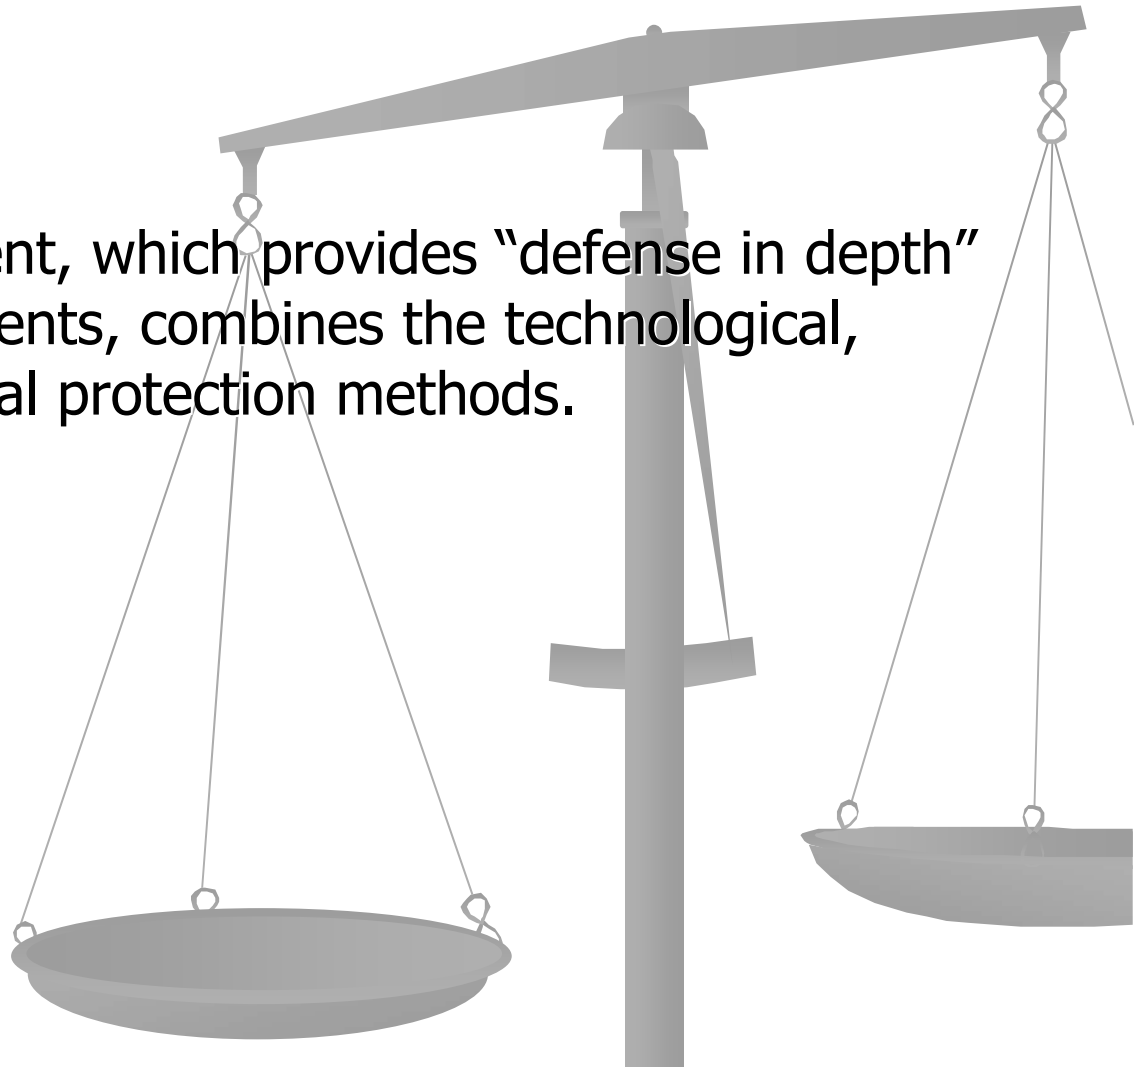 ent, which provides “defense in depth”
ents, combines the technological,
al protection methods.